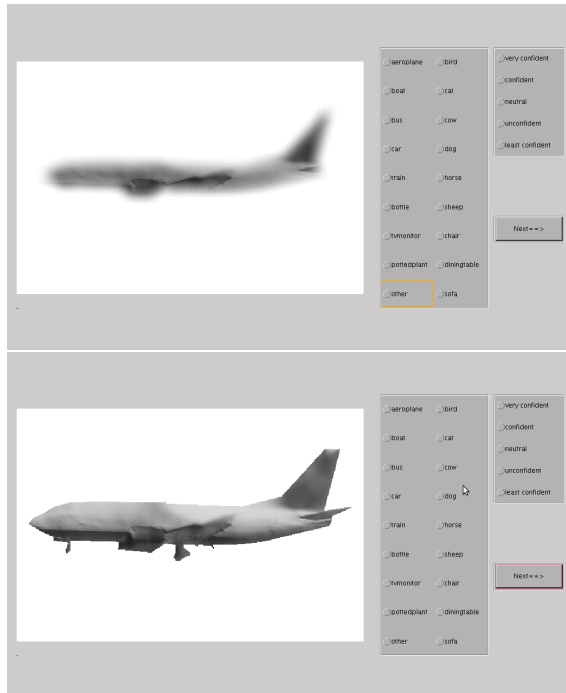 aeroplane bird
boat cat
bus cow
car dog
train horse
bottle sheep
tvmonitor chair
pottedplant diningtable
other sofa
very confident
confident
neutral
unconfident
least confident
Next==>
aeroplane bird
boat cat
bus cow
car dog
train horse
bottle sheep
tvmonitor chair
pottedplant diningtable
other sofa
very confident
confident
neutral
unconfident
least confident
Next==>